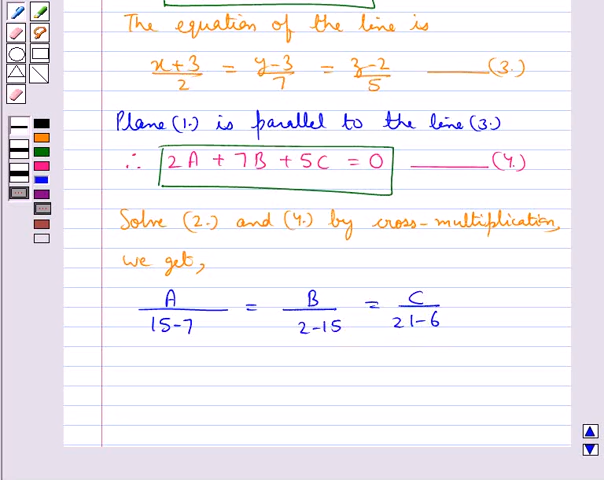 The equation of the line is
x+3/2 = y-3/7 = z-2/5 ——(3.)
Plane (1.) is parallel to the line (3.)
∴ 2A + 7B + 5C = 0 ——(4.)
Solve (2.) and (4.) by cross-multiplication,
we get,
A/15-7 = B/2-15 = C/21-6